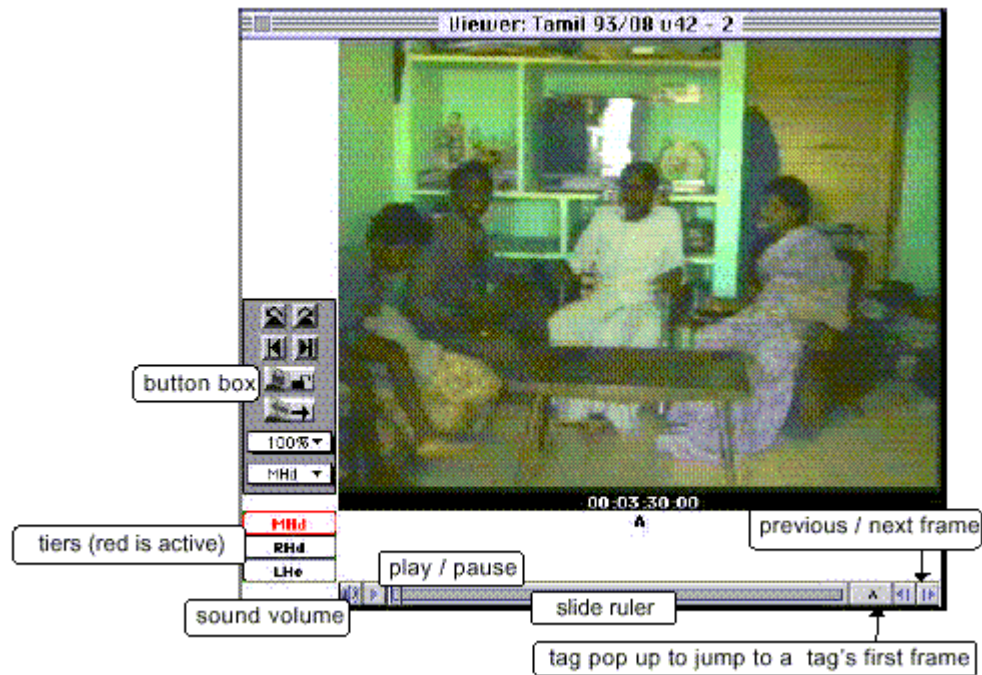 Viewer: Tamil 93/08 v42 - 2
button box
100%
MHd
00:03:30:00
A
MHd
tiers (red is active)
RHd
LHe
previous / next frame
play / pause
sound volume
slide ruler
A
tag pop up to jump to a tag's first frame